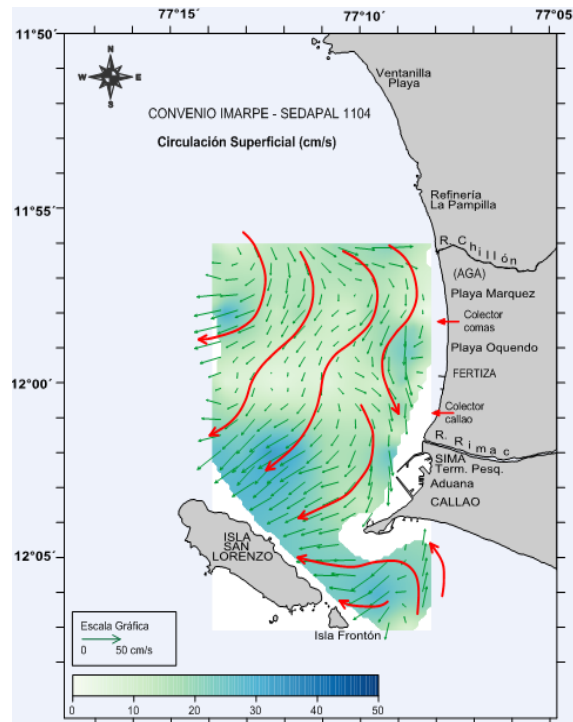 77°15' 77°10' 77°05'
11°50'
N
W E
S
Ventanilla
Playa
CONVENIO IMARPE - SEDAPAL 1104
Circulación Superficial (cm/s)
Refinería
La Pampilla
11°55'
R. Chillón
(AGA)
Playa Marquez
Colector
comas
Playa Oquendo
12°00'
FERTIZA
Colector
callao
R. Rimac
SIMA
Term. Pesq.
Aduana
CALLAO
12°05'
ISLA
SAN
LORENZO
Isla Frontón
Escala Gráfica
0 50 cm/s
0 10 20 30 40 50